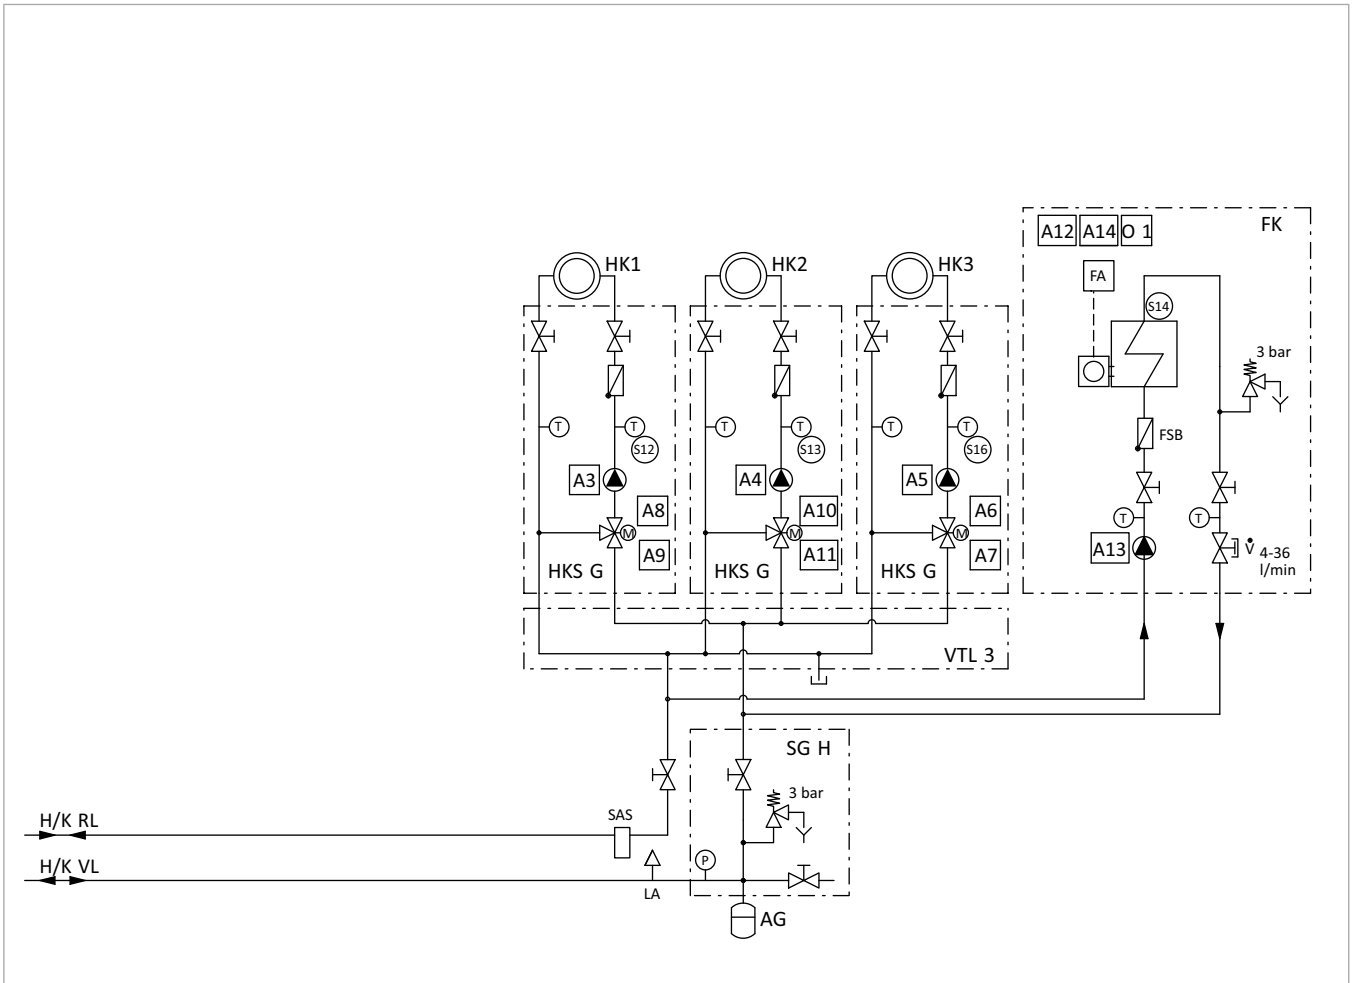 FK
A12 A14 O 1
HK1 HK2 HK3
FA
S14
3 bar
T T T T T T
S12 S13 S16
FSB
A3 A4 A5
A8 A10 A6
M M M
A9 A11 A7
T T
A13
V̇ 4-36
l/min
HKS G HKS G HKS G
VTL 3
SG H
3 bar
H/K RL
SAS
H/K VL
P
LA
AG